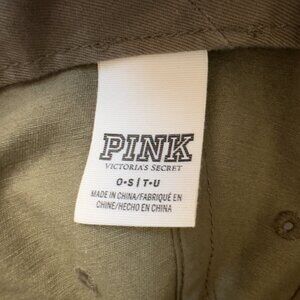 PINK
VICTORIA'S SECRET
O•S | T•U
MADE IN CHINA/FABRIQUÉ EN
CHINE/HECHO EN CHINA